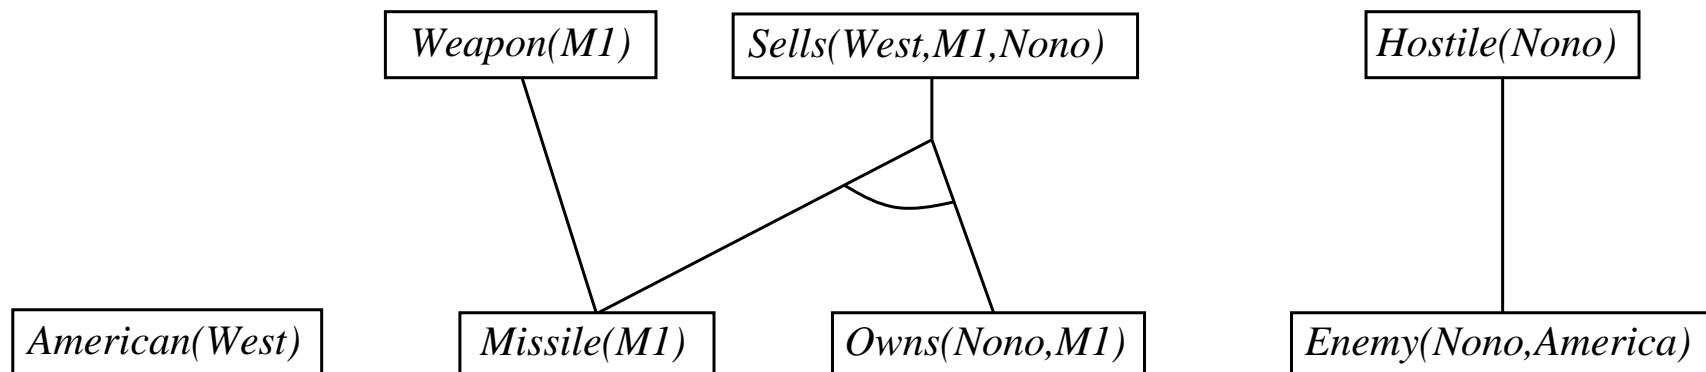 Weapon(M1)
Sells(West,M1,Nono)
Hostile(Nono)
American(West)
Missile(M1)
Owns(Nono,M1)
Enemy(Nono,America)